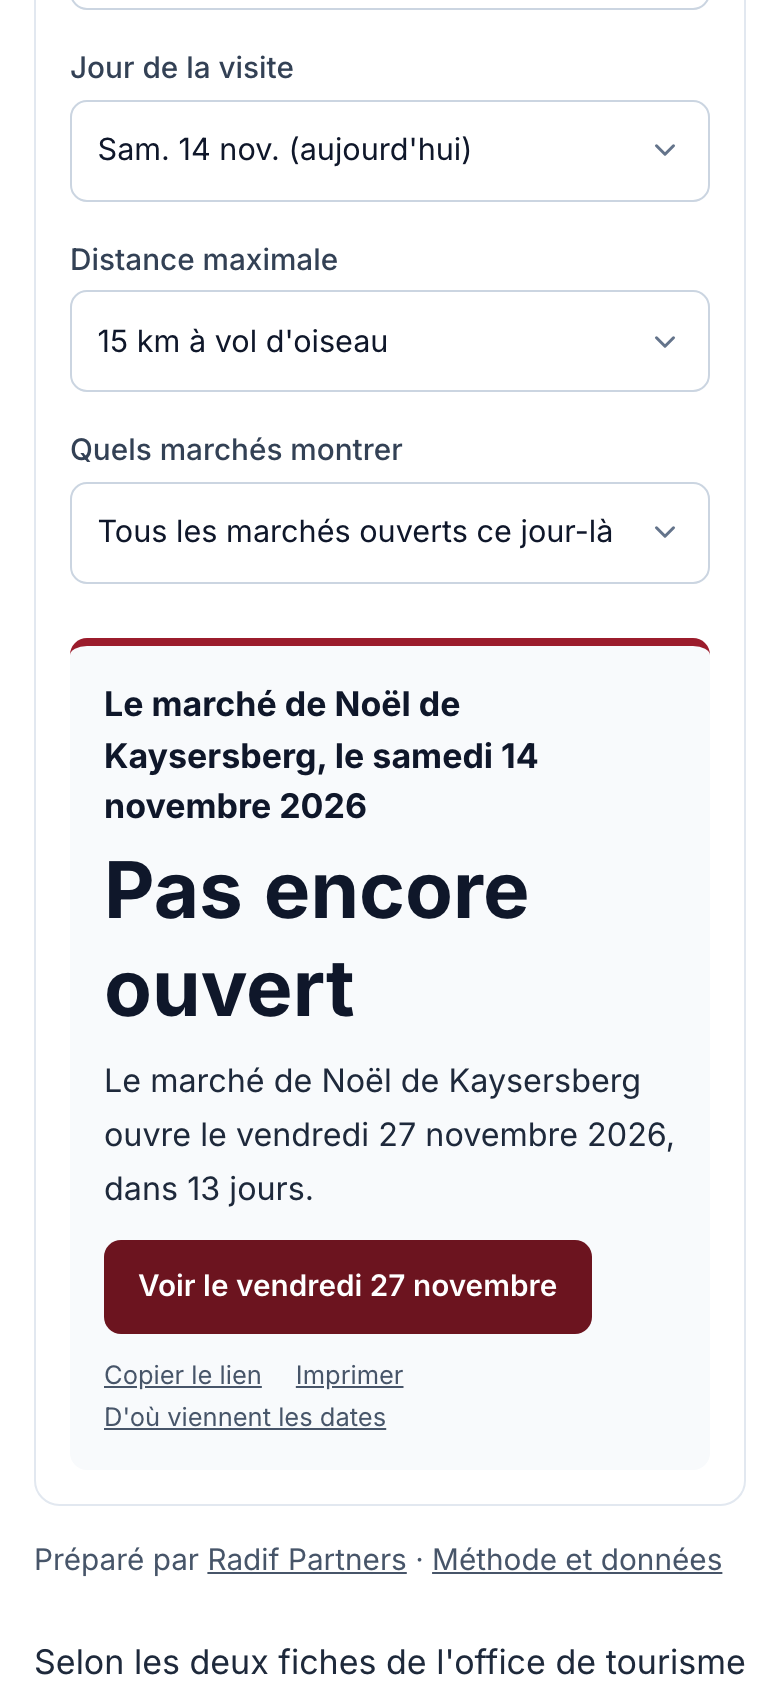 Jour de la visite
Sam. 14 nov. (aujourd'hui)
Distance maximale
15 km à vol d'oiseau
Quels marchés montrer
Tous les marchés ouverts ce jour-là
Le marché de Noël de
Kaysersberg, le samedi 14
novembre 2026
Pas encore
ouvert
Le marché de Noël de Kaysersberg
ouvre le vendredi 27 novembre 2026,
dans 13 jours.
Voir le vendredi 27 novembre
Copier le lien Imprimer
D'où viennent les dates
Préparé par Radif Partners · Méthode et données
Selon les deux fiches de l'office de tourisme